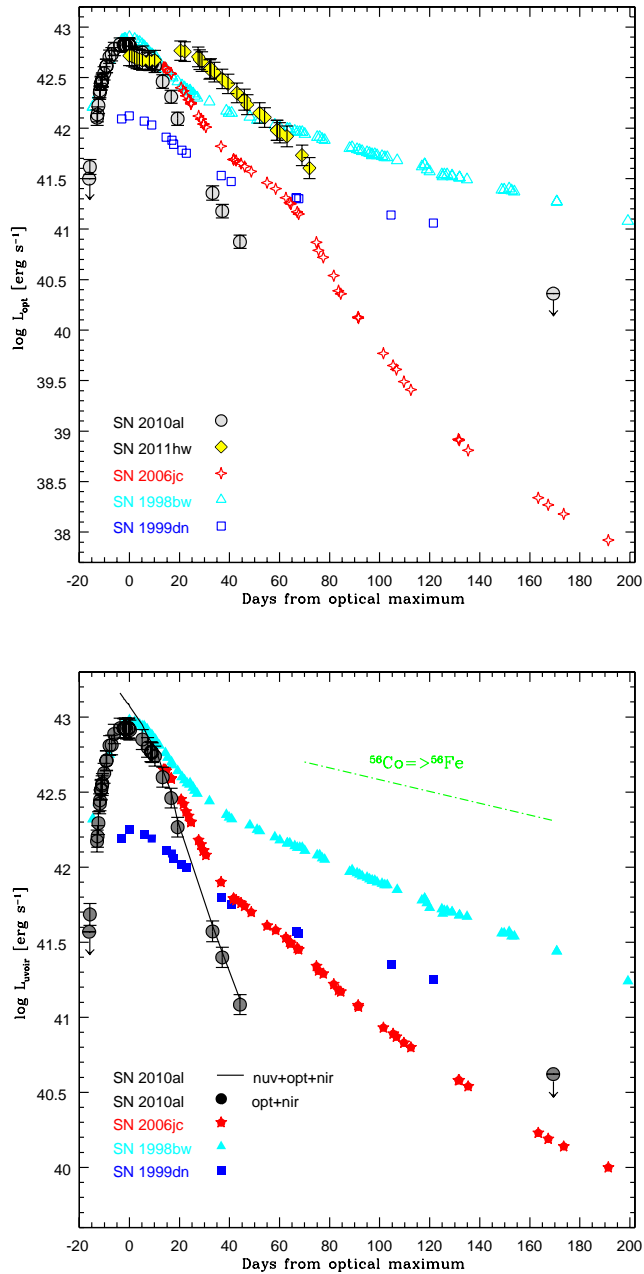 43
42.5
42
41.5
41
40.5
40
39.5
39
38.5
38
log L_opt [erg s⁻¹]
SN 2010al
SN 2011hw
SN 2006jc
SN 1998bw
SN 1999dn
-20 0 20 40 60 80 100 120 140 160 180 200
Days from optical maximum
43
42.5
42
41.5
41
40.5
40
log L_uvoir [erg s⁻¹]
⁵⁶Co=>⁵⁶Fe
SN 2010al nuv+opt+nir
SN 2010al opt+nir
SN 2006jc
SN 1998bw
SN 1999dn
-20 0 20 40 60 80 100 120 140 160 180 200
Days from optical maximum